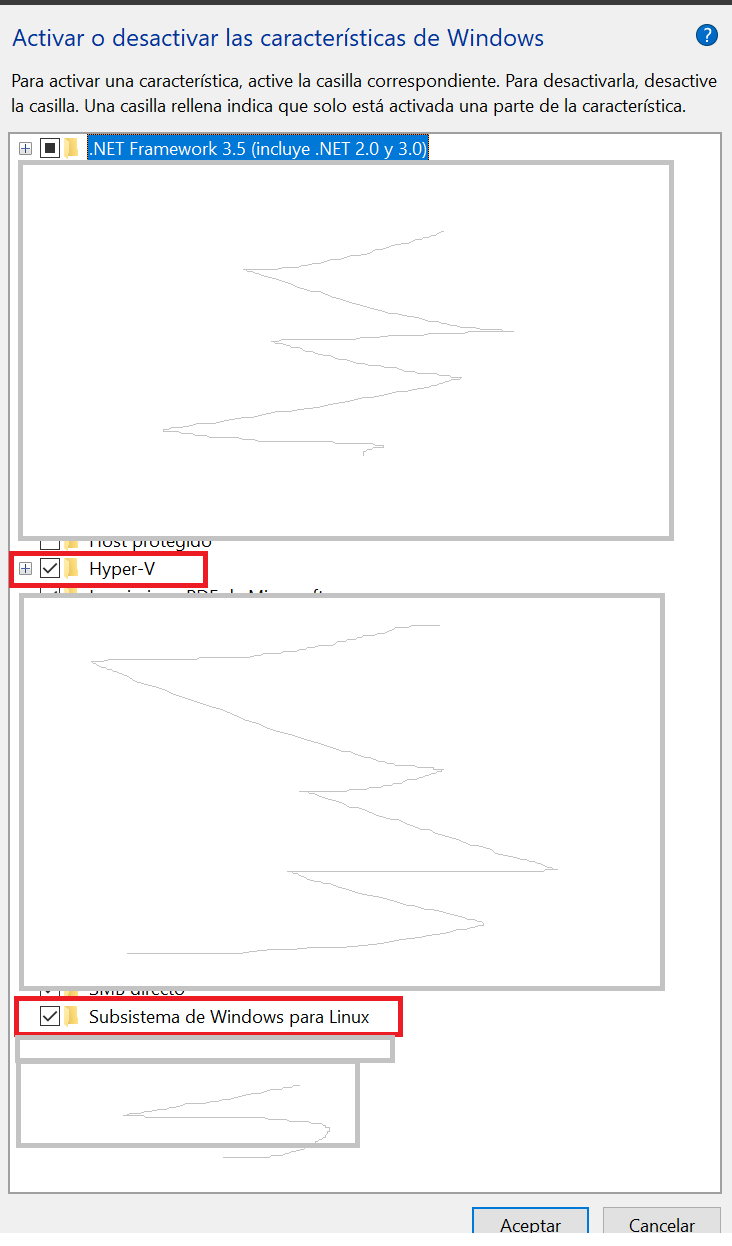 Activar o desactivar las características de Windows
?
Para activar una característica, active la casilla correspondiente. Para desactivarla, desactive
la casilla. Una casilla rellena indica que solo está activada una parte de la característica.
.NET Framework 3.5 (incluye .NET 2.0 y 3.0)
Host protegido
Hyper-V
SMB directo
Subsistema de Windows para Linux
Aceptar
Cancelar